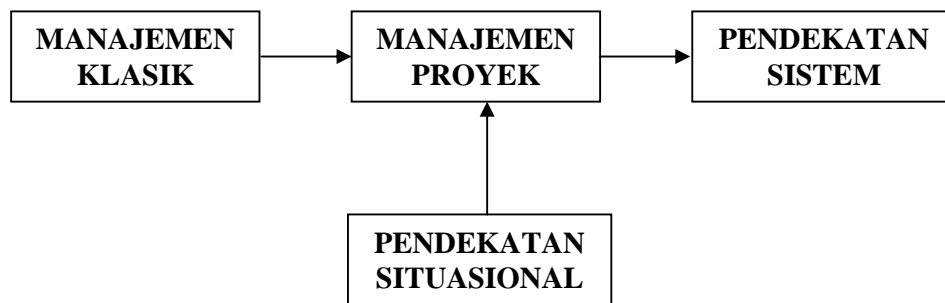 MANAJEMEN
KLASIK
MANAJEMEN
PROYEK
PENDEKATAN
SISTEM
PENDEKATAN
SITUASIONAL